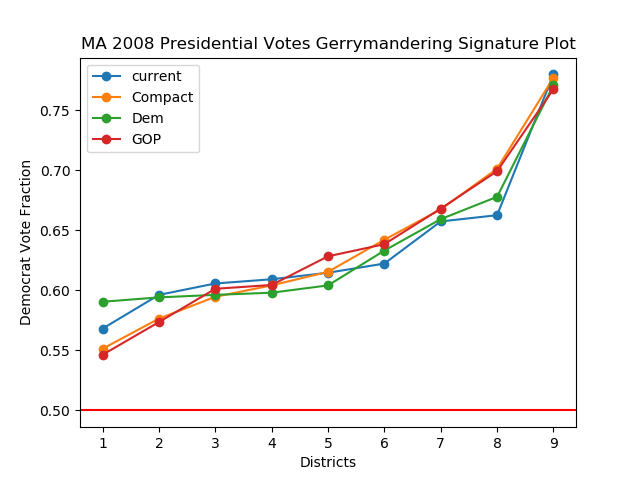 MA 2008 Presidential Votes Gerrymandering Signature Plot
current
Compact
Dem
GOP
Democrat Vote Fraction
0.75
0.70
0.65
0.60
0.55
0.50
1 2 3 4 5 6 7 8 9
Districts